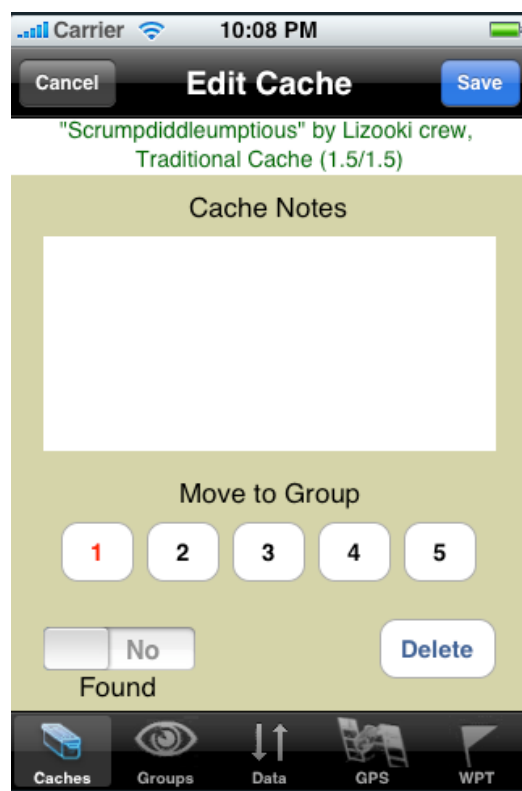 Carrier 10:08 PM
Cancel Edit Cache Save
"Scrumpdiddleumptious" by Lizooki crew,
Traditional Cache (1.5/1.5)
Cache Notes
Move to Group
1 2 3 4 5
No Delete
Found
Caches Groups Data GPS WPT